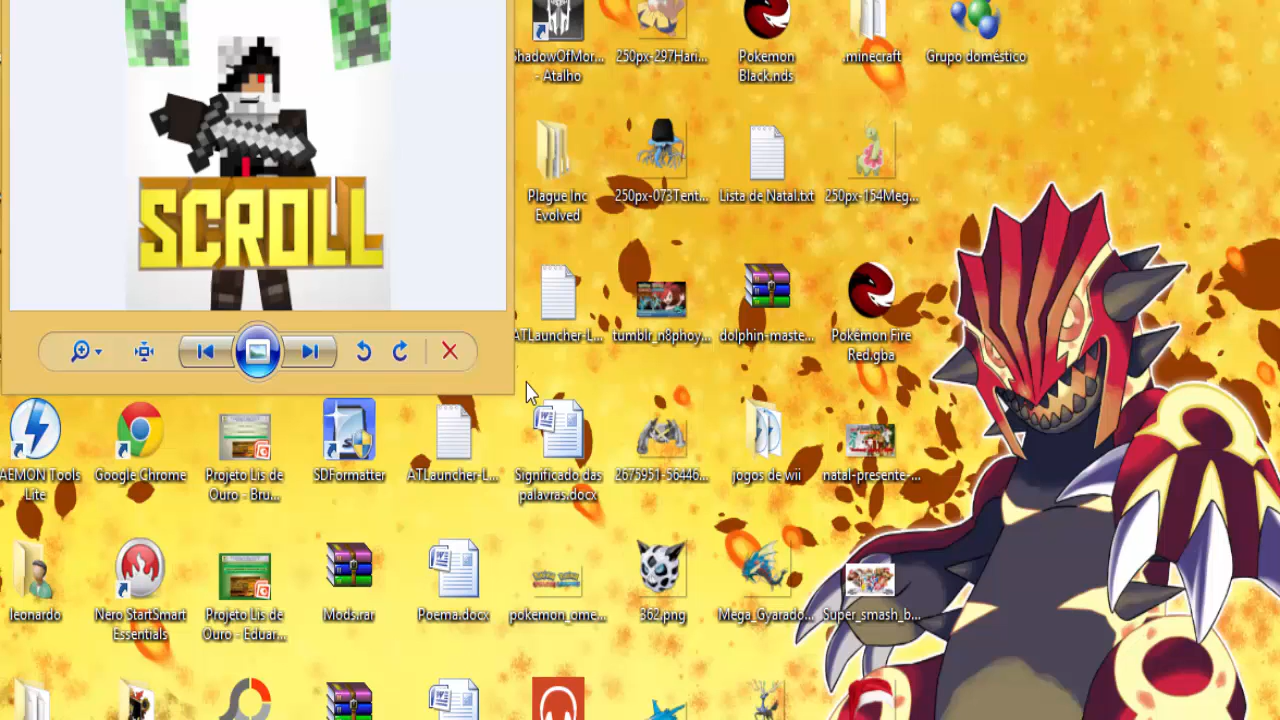 SCROLL
hadowOfMor...
- Atalho
250px-297Hari...
Pokemon
Black.nds
.minecraft
Grupo doméstico
Plague Inc
Evolved
250px-073Tent...
Lista de Natal.txt
250px-154Meg...
ATLauncher-L...
tumblr_n8phoy...
dolphin-maste...
Pokémon Fire
Red.gba
AEMON Tools
Lite
Google Chrome
Projeto Lis de
Ouro - Bru...
SDFormatter
ATLauncher-L...
Significado das
palavras.docx
2675951-56446...
jogos de wii
natal-presente-...
leonardo
Nero StartSmart
Essentials
Projeto Lis de
Ouro - Eduar...
Mods.rar
Poema.docx
pokemon_ome...
362.png
Mega_Gyarado...
Super_smash_b...